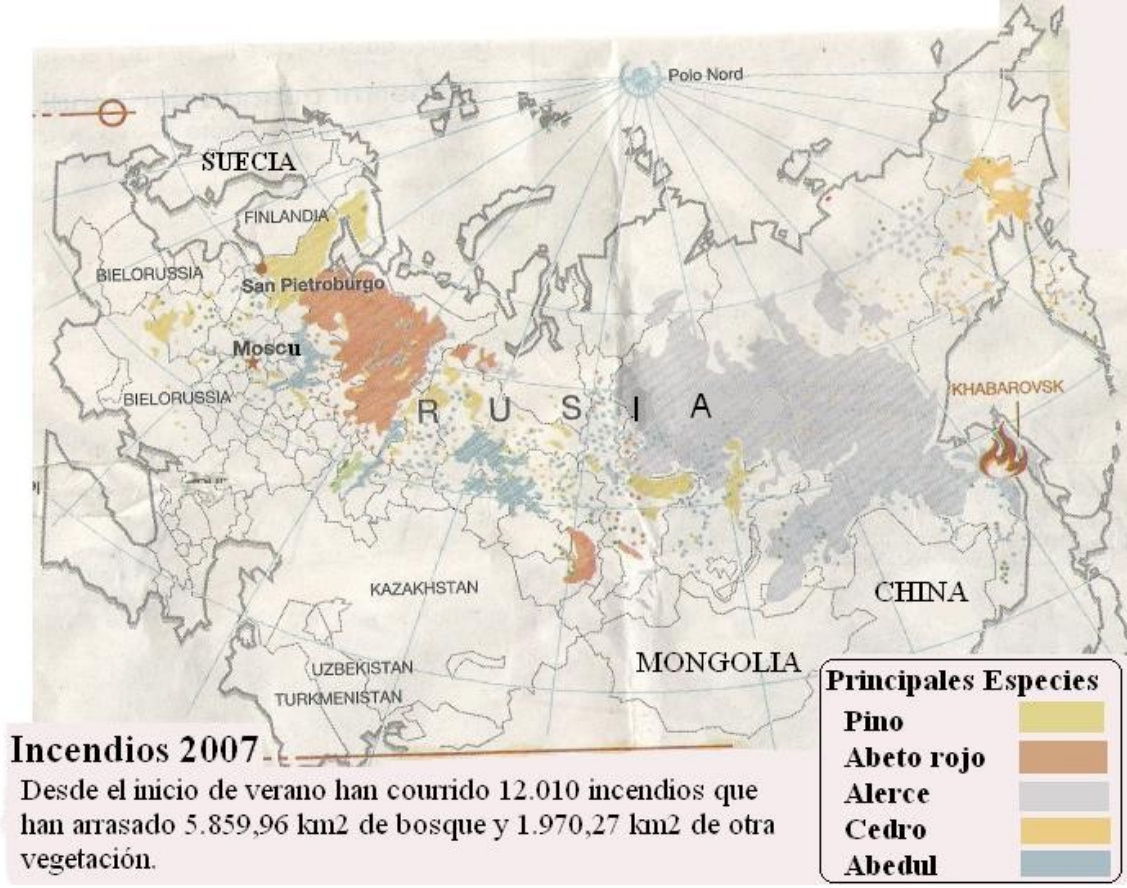 Polo Nord
SUECIA
FINLANDIA
BIELORUSSIA
San Pietroburgo
Moscu
BIELORUSSIA
KHABAROVSK
RUSIA
KAZAKHSTAN
CHINA
MONGOLIA
UZBEKISTAN
TURKMENISTAN
Principales Especies
Pino
Abeto rojo
Alerce
Cedro
Abedul
Incendios 2007
Desde el inicio de verano han courrido 12.010 incendios que
han arrasado 5.859,96 km2 de bosque y 1.970,27 km2 de otra
vegetación.